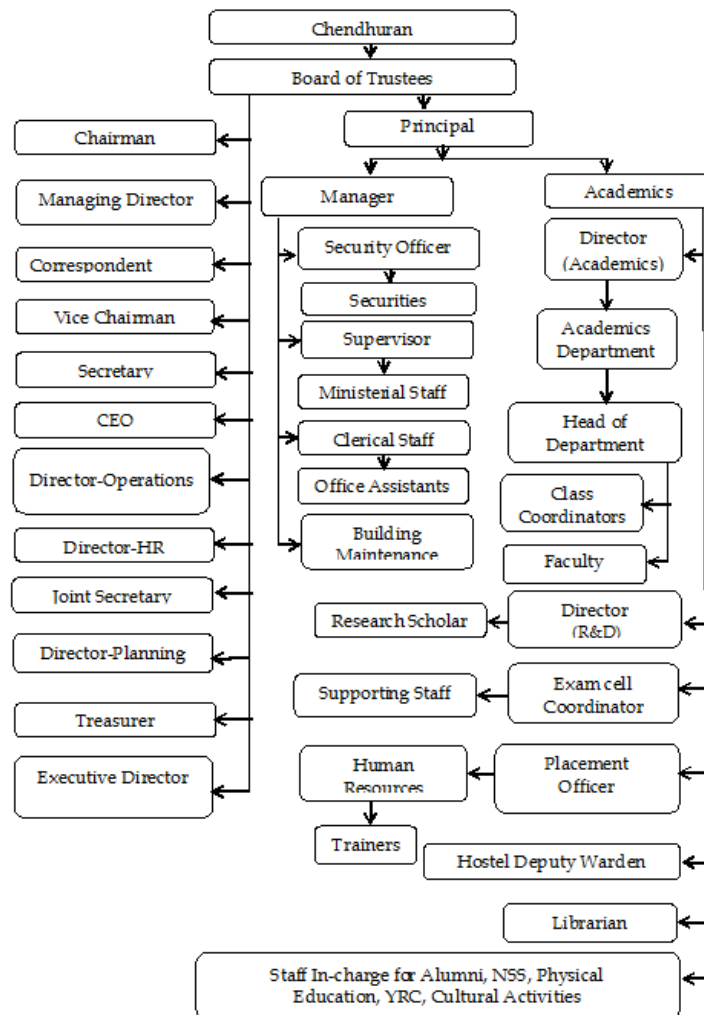 Chendhuran
Board of Trustees
Principal
Chairman
Managing Director
Correspondent
Vice Chairman
Secretary
CEO
Director-Operations
Director-HR
Joint Secretary
Director-Planning
Treasurer
Executive Director
Manager
Security Officer
Securities
Supervisor
Ministerial Staff
Clerical Staff
Office Assistants
Building
Maintenance
Academics
Director
(Academics)
Academics
Department
Head of
Department
Class
Coordinators
Faculty
Director
(R&D)
Research Scholar
Exam cell
Coordinator
Supporting Staff
Placement
Officer
Human
Resources
Trainers
Hostel Deputy Warden
Librarian
Staff In-charge for Alumni, NSS, Physical
Education, YRC, Cultural Activities